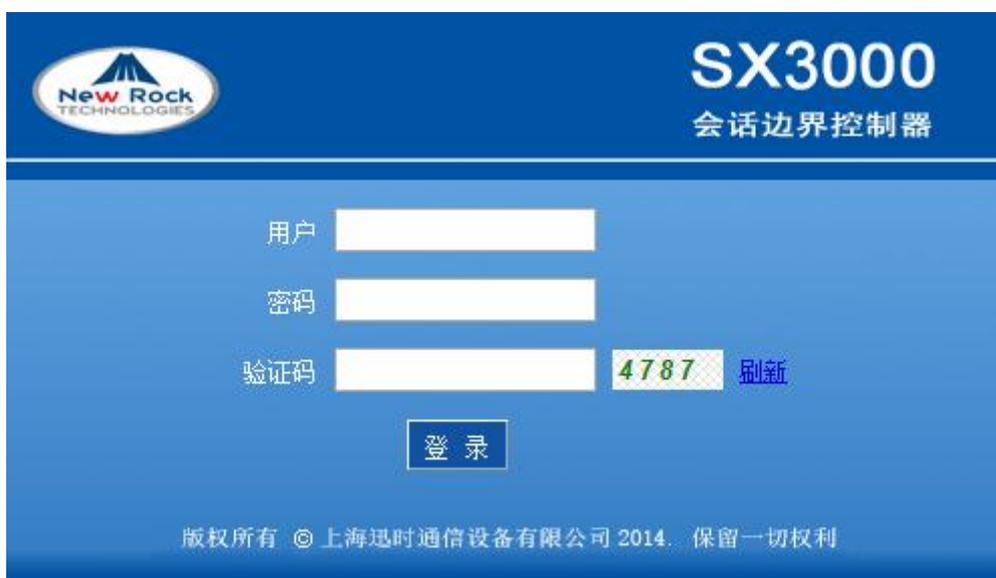 New Rock
TECHNOLOGIES
SX3000
会话边界控制器
用户
密码
验证码 4787 刷新
登 录
版权所有 © 上海迅时通信设备有限公司 2014. 保留一切权利